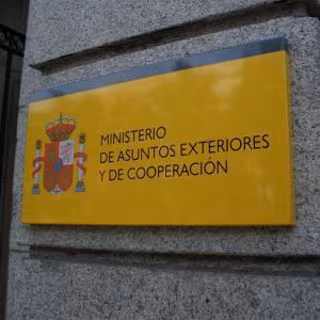 MINISTERIO
DE ASUNTOS EXTERIORES
Y DE COOPERACIÓN